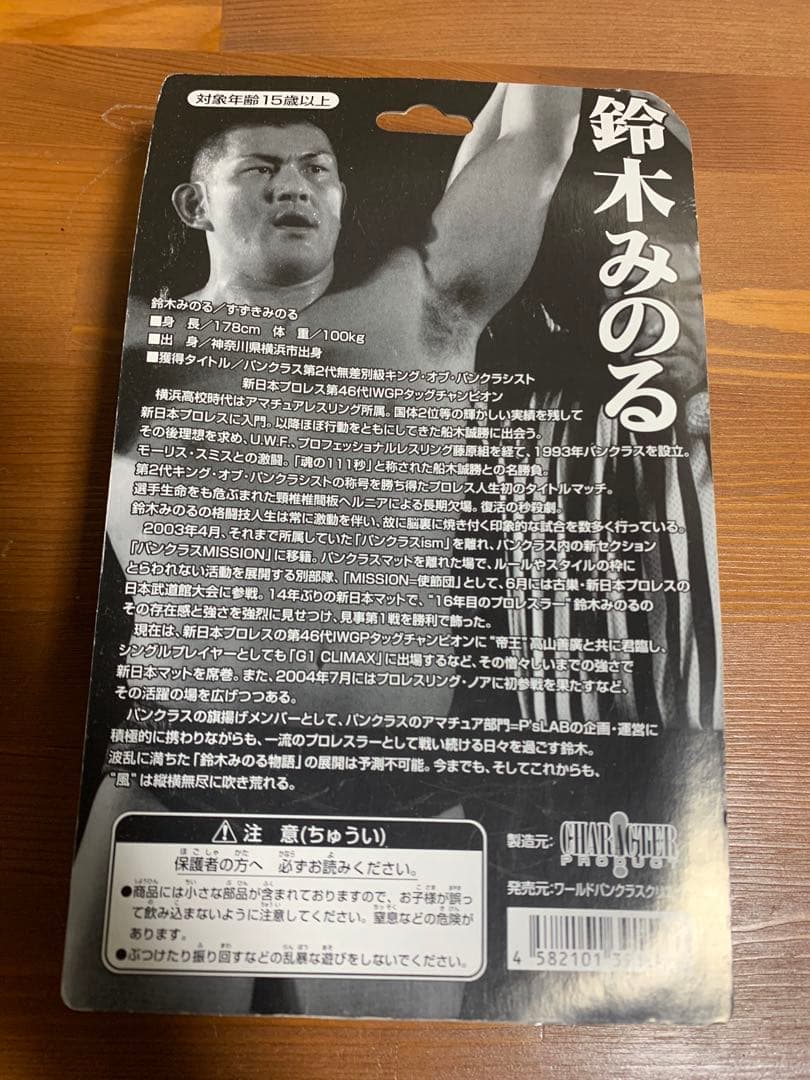 対象年齢15歳以上
鈴木みのる
鈴木みのる/すずきみのる
■身 長/178cm 体 重/100kg
■出 身/神奈川県横浜市出身
■獲得タイトル/パンクラス第2代無差別級キング・オブ・パンクラシスト
新日本プロレス第46代IWGPタッグチャンピオン
横浜高校時代はアマチュアレスリング所属。国体2位等の輝かしい実績を残して
新日本プロレスに入門。以降ほぼ行動をともにしてきた船木誠勝に出会う。
その後理想を求め、U.W.F.、プロフェッショナルレスリング藤原組を経て、1993年パンクラスを設立。
モーリス・スミスとの激闘。「魂の111秒」と称された船木誠勝との名勝負。
第2代キング・オブ・パンクラシストの称号を勝ち得たプロレス人生初のタイトルマッチ。
選手生命をも危ぶまれた頸椎椎間板ヘルニアによる長期欠場。復活の秒殺劇。
鈴木みのるの格闘技人生は常に激動を伴い、故に脳裏に焼き付く印象的な試合を数多く行っている。
2003年4月、それまで所属していた「パンクラスism」を離れ、パンクラス内の新セクション
「パンクラスMISSION」に移籍。パンクラスマットを離れた場で、ルールやスタイルの枠に
とらわれない活動を展開する別部隊、「MISSION=使節団」として、6月には古巣・新日本プロレスの
日本武道館大会に参戦。14年ぶりの新日本マットで、"16年目のプロレスラー"鈴木みのるの
その存在感と強さを強烈に見せつけ、見事第1戦を勝利で飾った。
現在は、新日本プロレスの第46代IWGPタッグチャンピオンに"帝王"高山善廣と共に君臨し、
シングルプレイヤーとしても「G1 CLIMAX」に出場するなど、その憎々しいまでの強さで
新日本マットを席巻。また、2004年7月にはプロレスリング・ノアに初参戦を果たすなど、
その活躍の場を広げつつある。
パンクラスの旗揚げメンバーとして、パンクラスのアマチュア部門=P'sLABの企画・運営に
積極的に携わりながらも、一流のプロレスラーとして戦い続ける日々を過ごす鈴木。
波乱に満ちた「鈴木みのる物語」の展開は予測不可能。今までも、そしてこれからも、
"風"は縦横無尽に吹き荒れる。
注 意(ちゅうい)
保護者の方へ 必ずお読みください。
●商品には小さな部品が含まれておりますので、お子様が誤っ
て飲み込まないように注意してください。窒息などの危険が
あります。
●ぶつけたり振り回すなどの乱暴な遊びをしないでください。
製造元: CHARACTER
PRODUCT
発売元:ワールドパンクラスクリ
4 582101